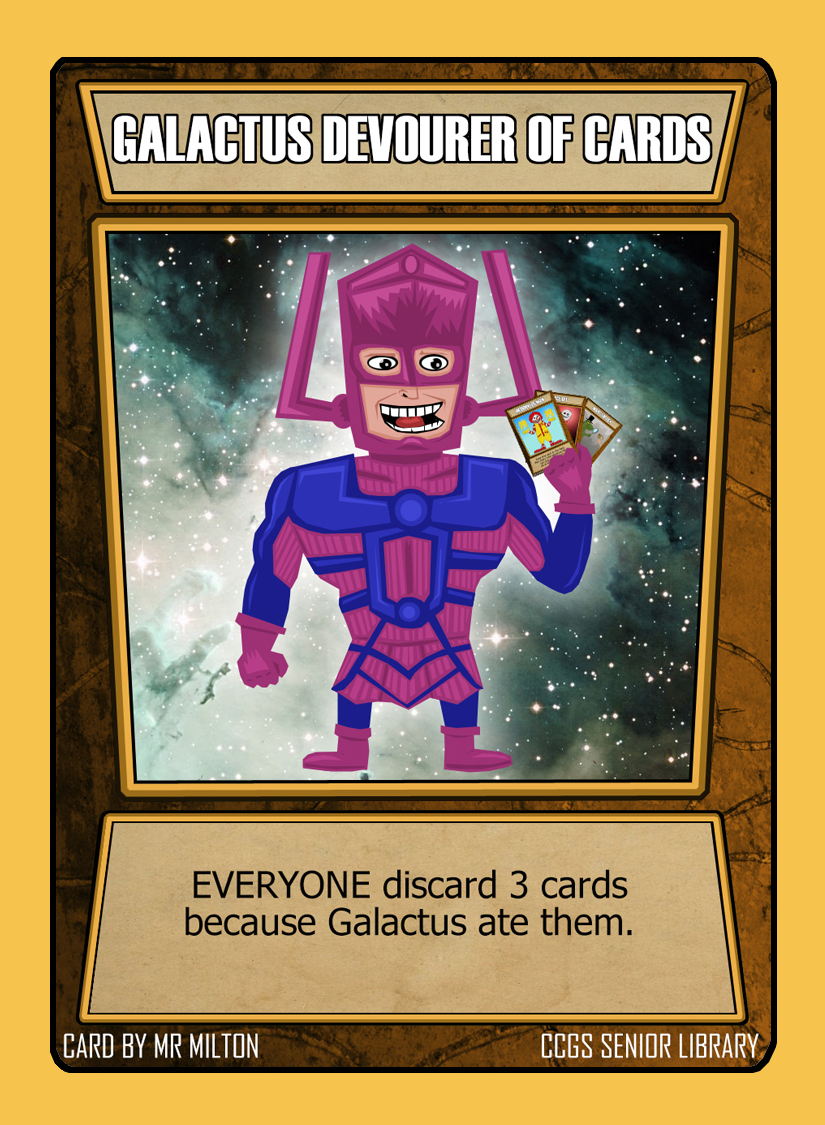 GALACTUS DEVOURER OF CARDS
EVERYONE discard 3 cards
because Galactus ate them.
CARD BY MR MILTON
CCGS SENIOR LIBRARY